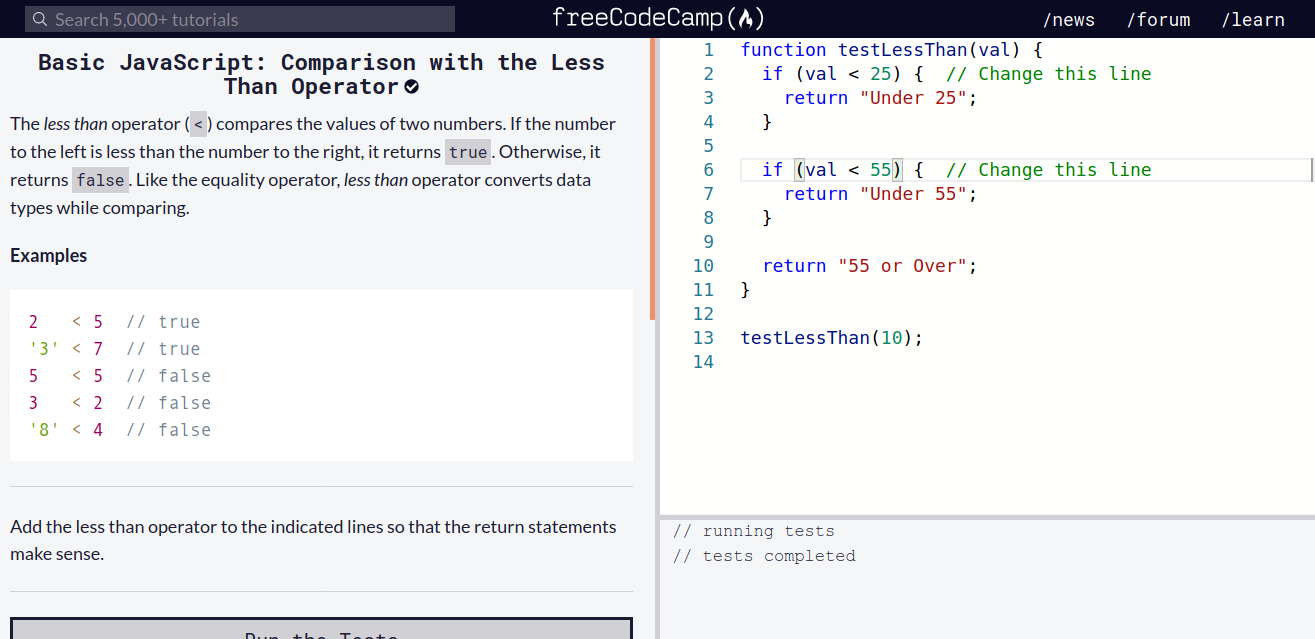 Search 5,000+ tutorials
freeCodeCamp(🔥)
/news
/forum
/learn
Basic JavaScript: Comparison with the Less
Than Operator
The less than operator (<) compares the values of two numbers. If the number
to the left is less than the number to the right, it returns true. Otherwise, it
returns false. Like the equality operator, less than operator converts data
types while comparing.
Examples
2   < 5  // true
'3' < 7  // true
5   < 5  // false
3   < 2  // false
'8' < 4  // false
Add the less than operator to the indicated lines so that the return statements
make sense.
Run the Tests
1 function testLessThan(val) {
2   if (val < 25) {  // Change this line
3     return "Under 25";
4   }
5
6   if (val < 55) {  // Change this line
7     return "Under 55";
8   }
9
10   return "55 or Over";
11 }
12
13 testLessThan(10);
14
// running tests
// tests completed